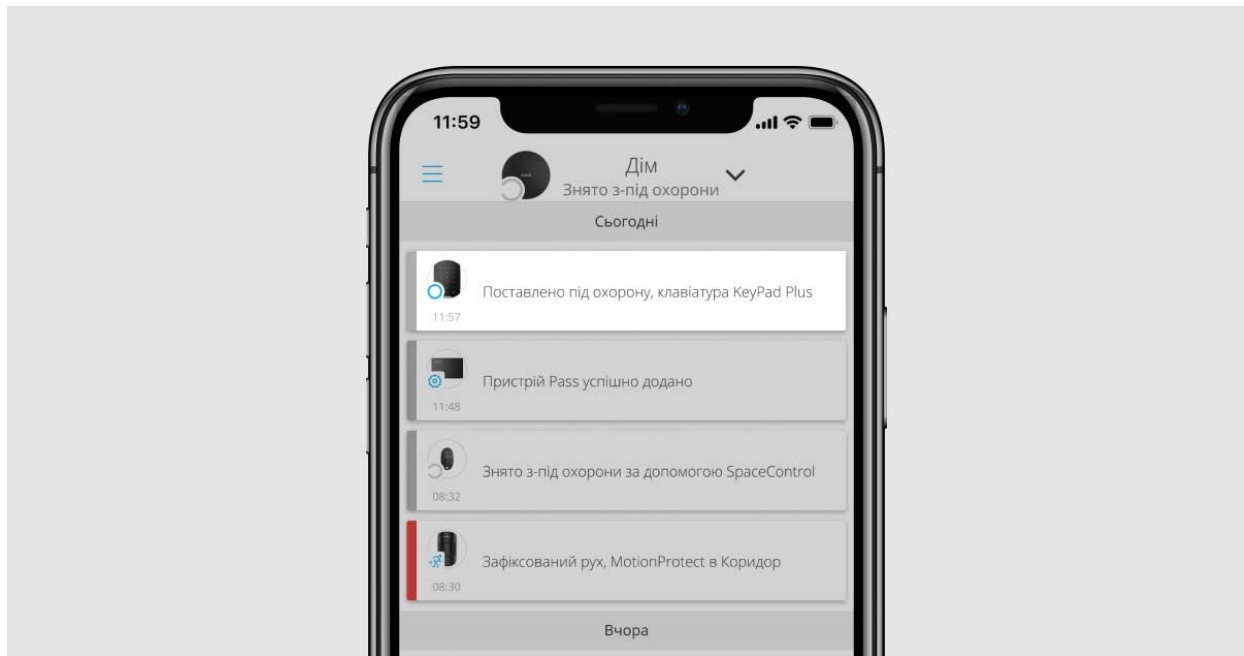 11:59
Дім
Знято з-під охорони
Сьогодні
Поставлено під охорону, клавіатура KeyPad Plus
11:57
Пристрій Pass успішно додано
11:48
Знято з-під охорони за допомогою SpaceControl
08:32
Зафіксований рух, MotionProtect в Коридор
08:30
Вчора